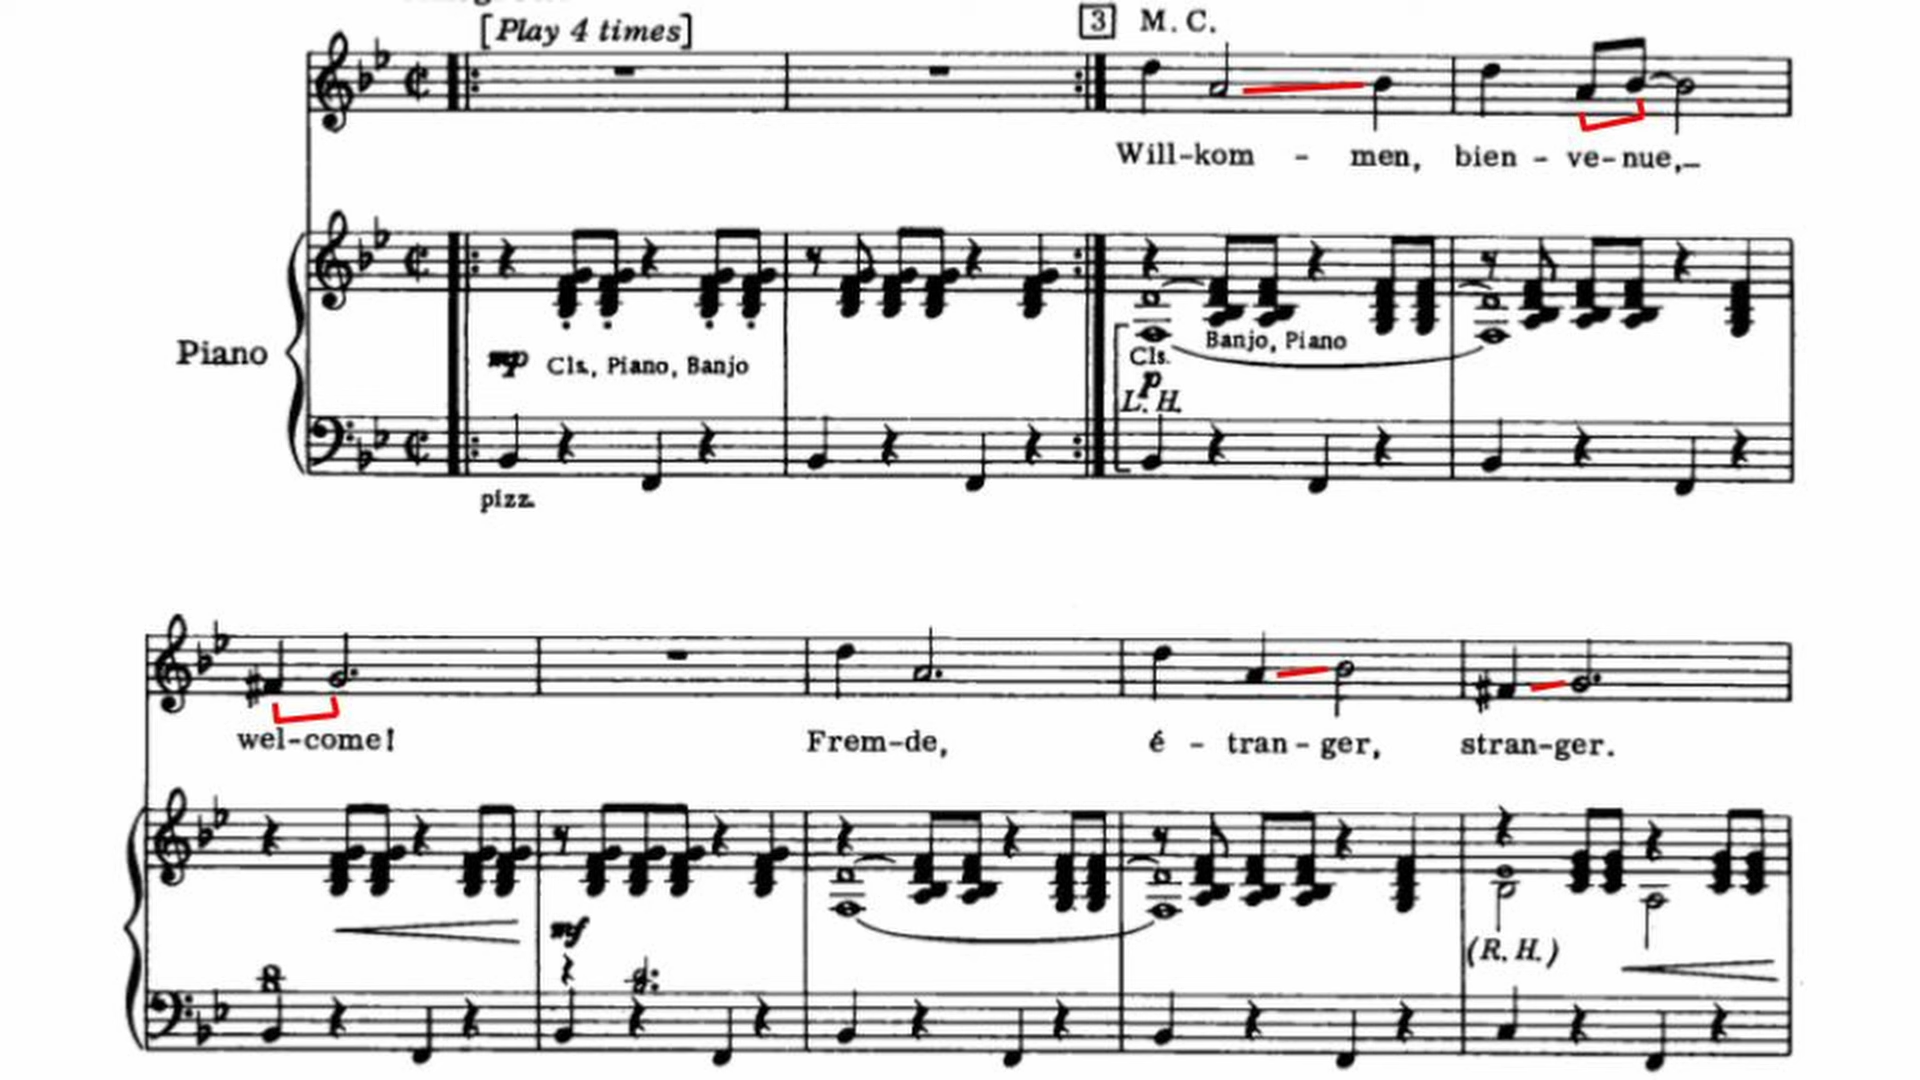 [Play 4 times]
3 M. C.
Will-kom - men, bien - ve-nue,
Piano
mp Cls., Piano, Banjo
Banjo, Piano
Cls.
p
L. H.
pizz.
wel-come! Frem-de, é - tran-ger, stran-ger.
mf
(R. H.)